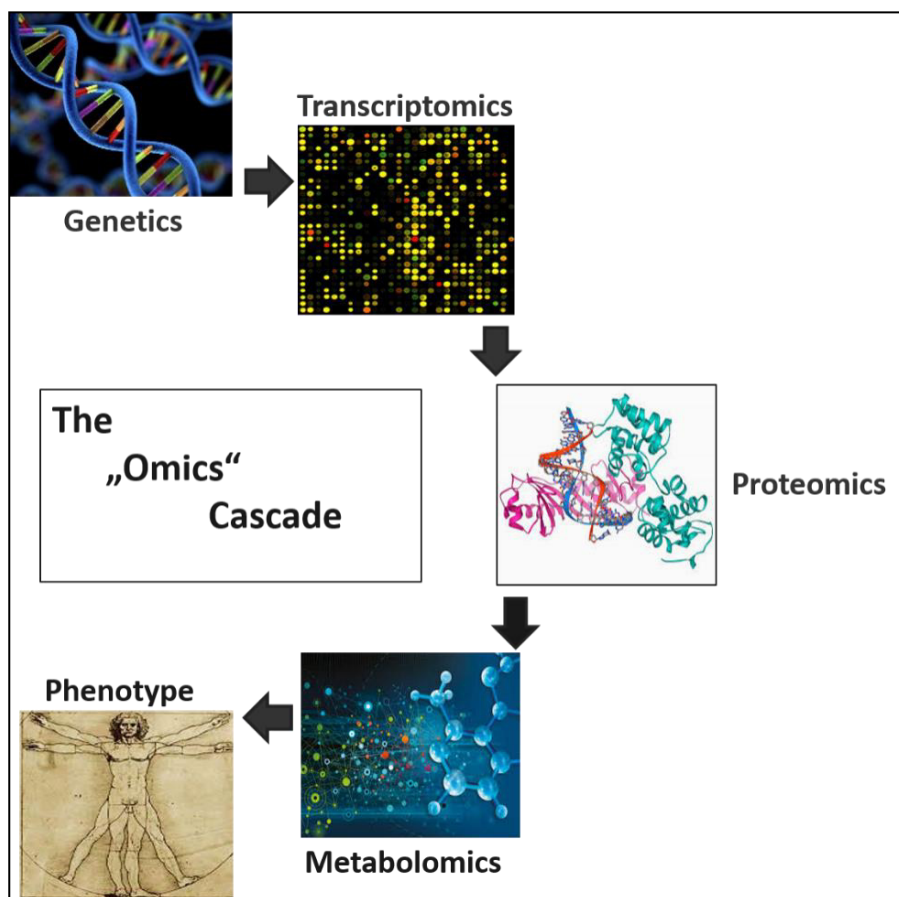 Transcriptomics
Genetics
The
„Omics“
Cascade
Proteomics
Phenotype
Metabolomics